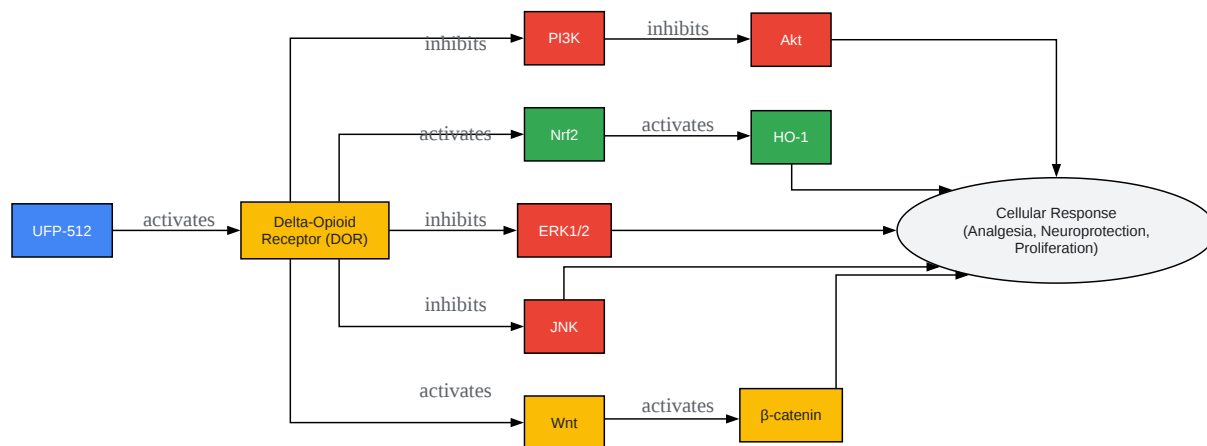 inhibits
PI3K
inhibits
Akt
activates
Nrf2
activates
HO-1
UFP-512
activates
Delta-Opioid
Receptor (DOR)
inhibits
ERK1/2
Cellular Response
(Analgesia, Neuroprotection,
Proliferation)
inhibits
JNK
activates
Wnt
activates
β-catenin